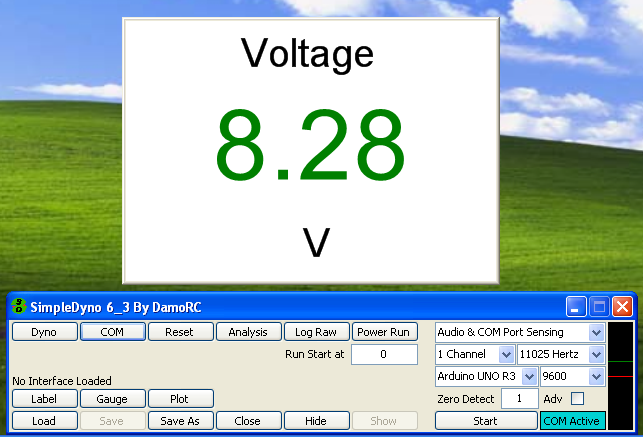 Voltage
8.28
V
SimpleDyno 6_3 By DamoRC
Dyno COM Reset Analysis Log Raw Power Run Audio & COM Port Sensing
Run Start at 0 1 Channel 11025 Hertz
No Interface Loaded Arduino UNO R3 9600
Label Gauge Plot Zero Detect 1 Adv
Load Save Save As Close Hide Show Start COM Active